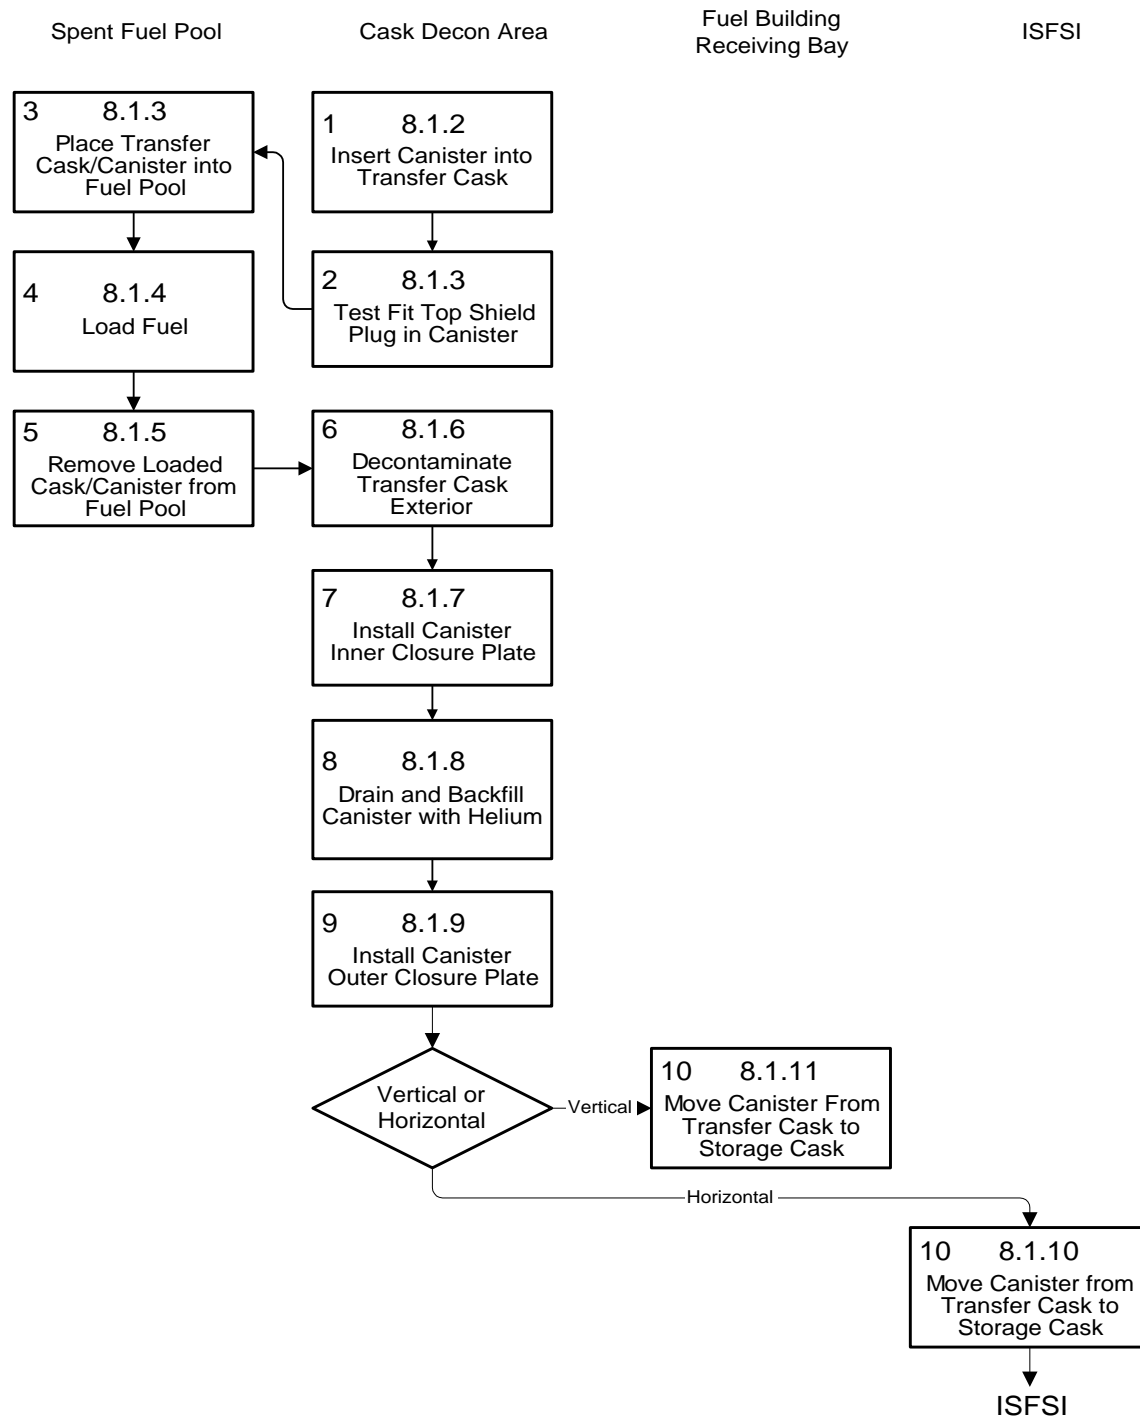 Spent Fuel Pool
Cask Decon Area
Fuel Building
Receiving Bay
ISFSI
3 8.1.3
Place Transfer
Cask/Canister into
Fuel Pool
1 8.1.2
Insert Canister into
Transfer Cask
4 8.1.4
Load Fuel
2 8.1.3
Test Fit Top Shield
Plug in Canister
5 8.1.5
Remove Loaded
Cask/Canister from
Fuel Pool
6 8.1.6
Decontaminate
Transfer Cask
Exterior
7 8.1.7
Install Canister
Inner Closure Plate
8 8.1.8
Drain and Backfill
Canister with Helium
9 8.1.9
Install Canister
Outer Closure Plate
Vertical or
Horizontal
Vertical
10 8.1.11
Move Canister From
Transfer Cask to
Storage Cask
Horizontal
10 8.1.10
Move Canister from
Transfer Cask to
Storage Cask
ISFSI